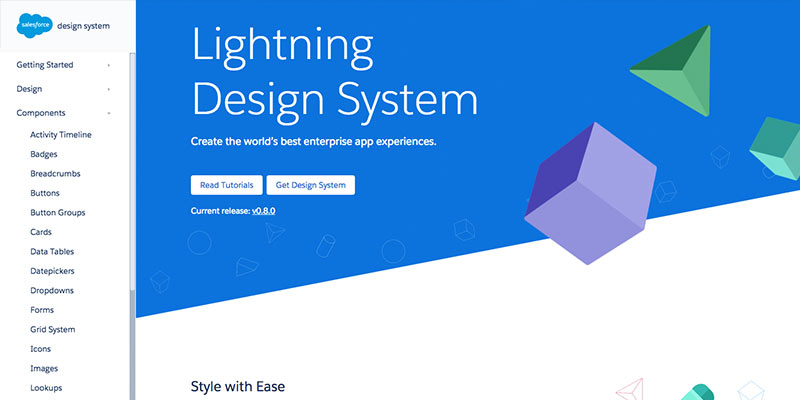 salesforce
design system
Getting Started
Design
Components
Activity Timeline
Badges
Breadcrumbs
Buttons
Button Groups
Cards
Data Tables
Datepickers
Dropdowns
Forms
Grid System
Icons
Images
Lookups
Lightning
Design System
Create the world's best enterprise app experiences.
Read Tutorials
Get Design System
Current release: v0.8.0
Style with Ease